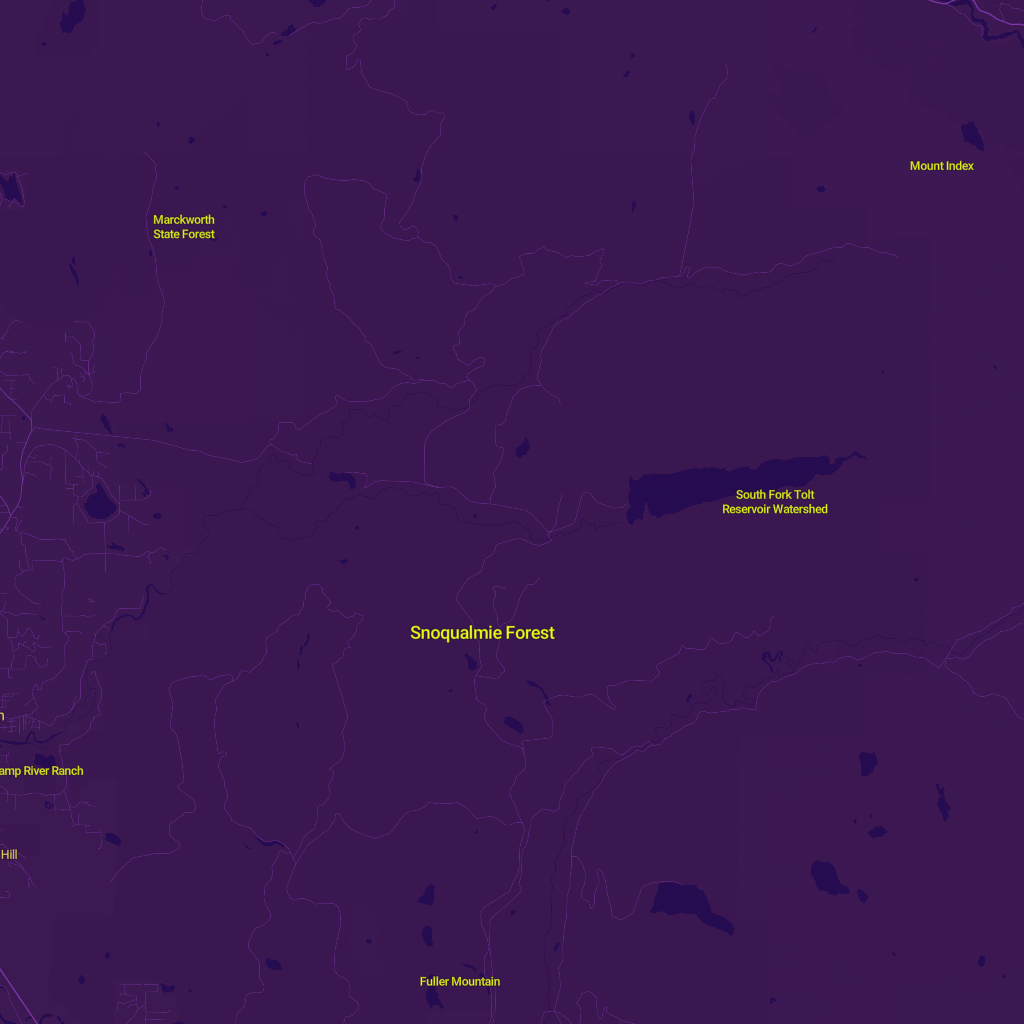 Mount Index
Marckworth
State Forest
South Fork Tolt
Reservoir Watershed
Snoqualmie Forest
n
amp River Ranch
Hill
Fuller Mountain